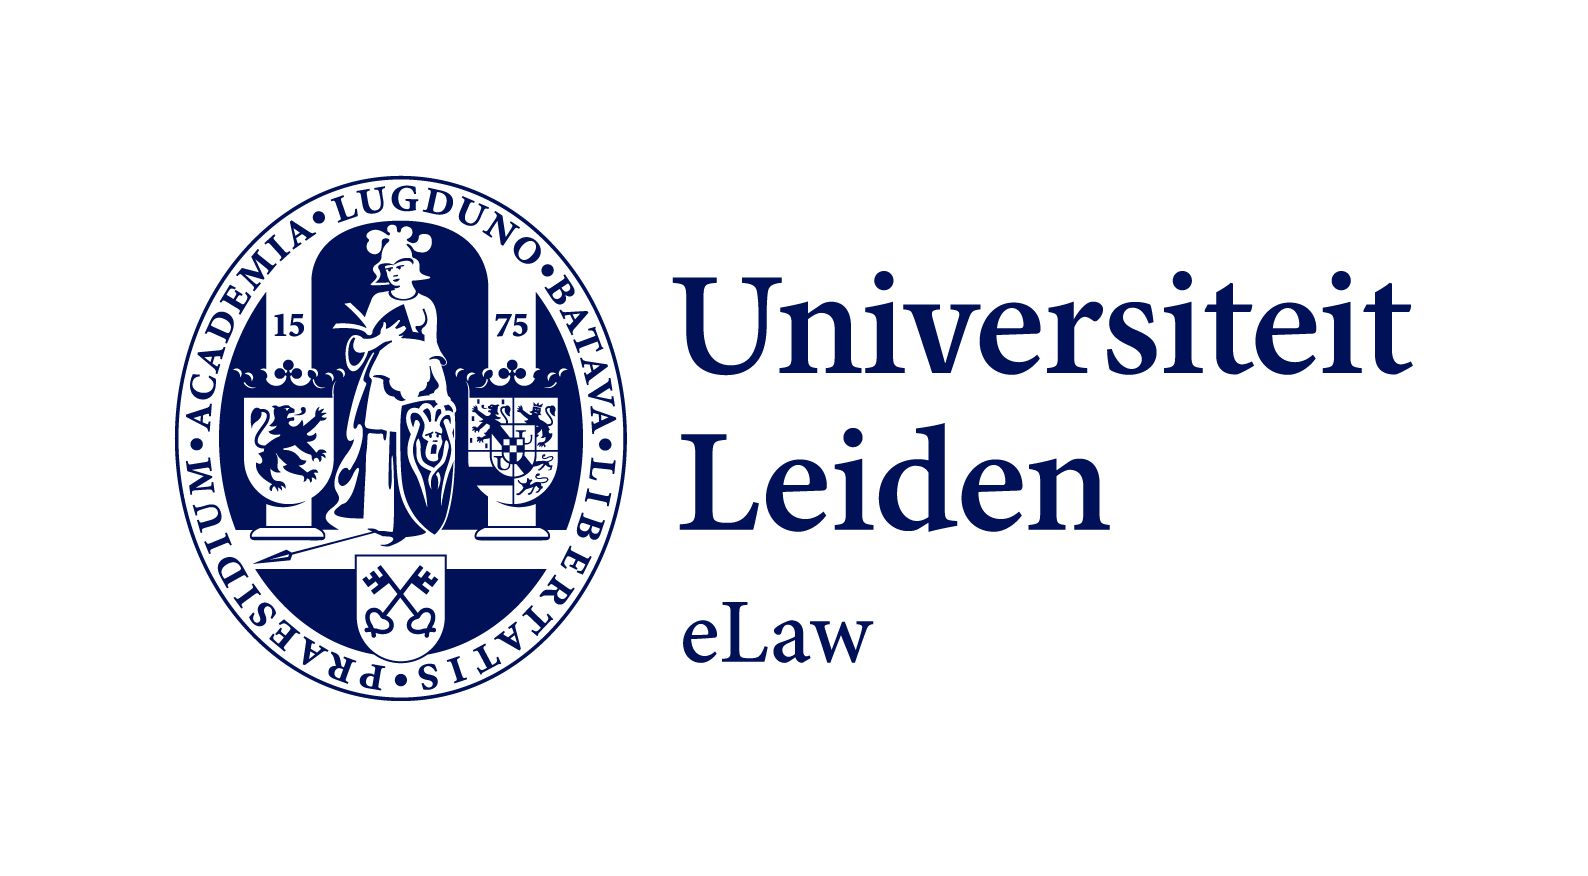 ACADEMIA • LUGDUNO • BATAVA • LIBERTATIS • PRAESIDIUM •
15 75
Universiteit
Leiden
eLaw